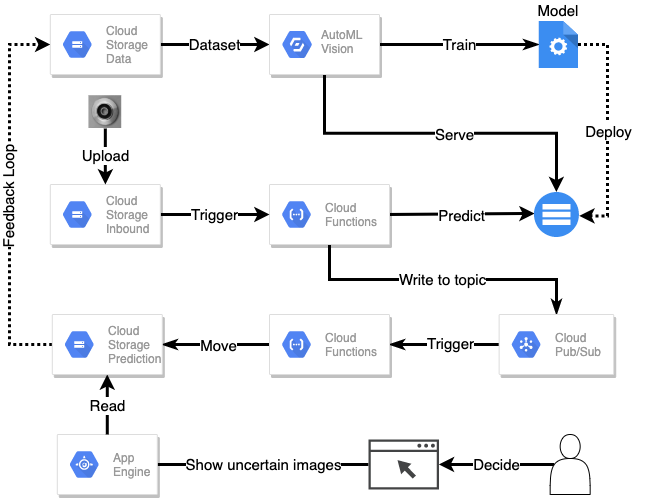 Model
Cloud
Storage
Data
Dataset
AutoML
Vision
Train
Serve
Deploy
Upload
Feedback Loop
Cloud
Storage
Inbound
Trigger
Cloud
Functions
Predict
Write to topic
Cloud
Storage
Prediction
Move
Cloud
Functions
Trigger
Cloud
Pub/Sub
Read
App
Engine
Show uncertain images
Decide